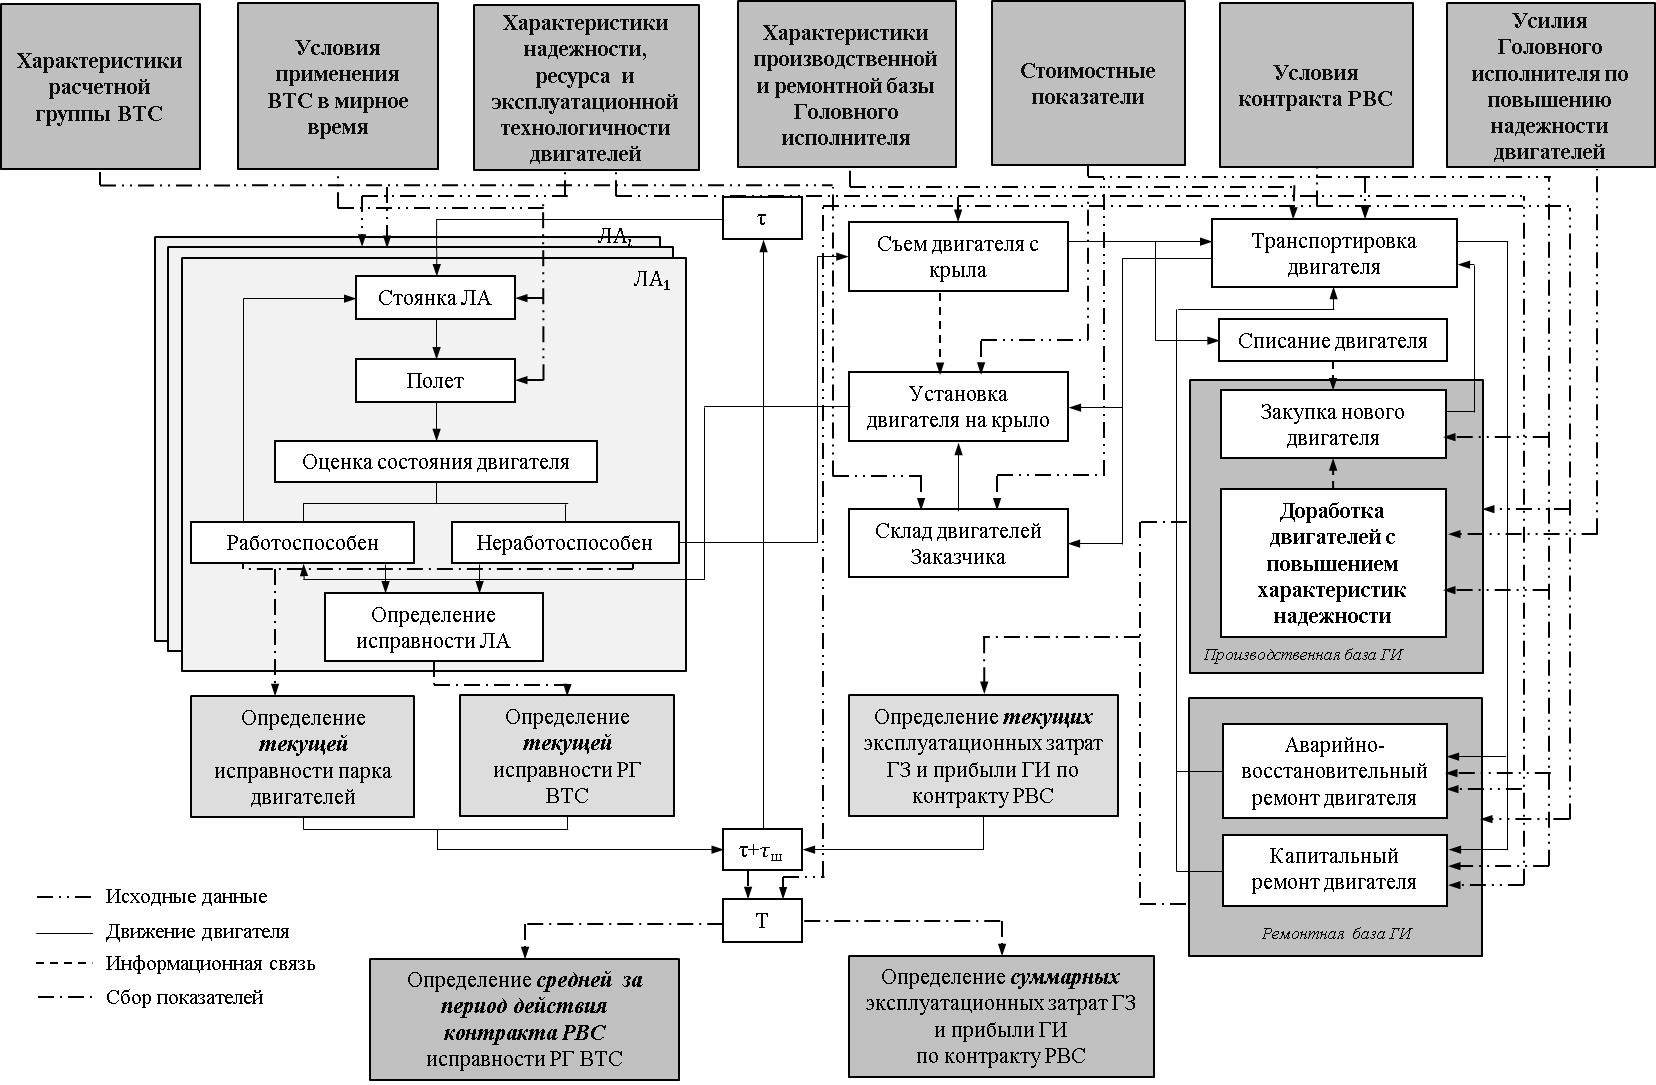 Характеристики
расчетной
группы ВТС
Условия
применения
ВТС в мирное
время
Характеристики
надежности,
ресурса и
эксплуатационной
технологичности
двигателей
Характеристики
производственной
и ремонтной базы
Головного
исполнителя
Стоимостные
показатели
Условия
контракта РВС
Усилия
Головного
исполнителя по
повышению
надежности
двигателей
τ
ЛАi
ЛА1
Стоянка ЛА
Полет
Оценка состояния двигателя
Работоспособен
Неработоспособен
Определение
исправности ЛА
Съем двигателя с
крыла
Установка
двигателя на крыло
Склад двигателей
Заказчика
Транспортировка
двигателя
Списание двигателя
Закупка нового
двигателя
Доработка
двигателей с
повышением
характеристик
надежности
Производственная база ГИ
Определение
текущей
исправности парка
двигателей
Определение
текущей
исправности РГ
ВТС
Определение текущих
эксплуатационных затрат
ГЗ и прибыли ГИ по
контракту РВС
Аварийно-
восстановительный
ремонт двигателя
Капитальный
ремонт двигателя
Ремонтная база ГИ
τ+τш
Т
Исходные данные
Движение двигателя
Информационная связь
Сбор показателей
Определение средней за
период действия
контракта РВС
исправности РГ ВТС
Определение суммарных
эксплуатационных затрат ГЗ
и прибыли ГИ
по контракту РВС